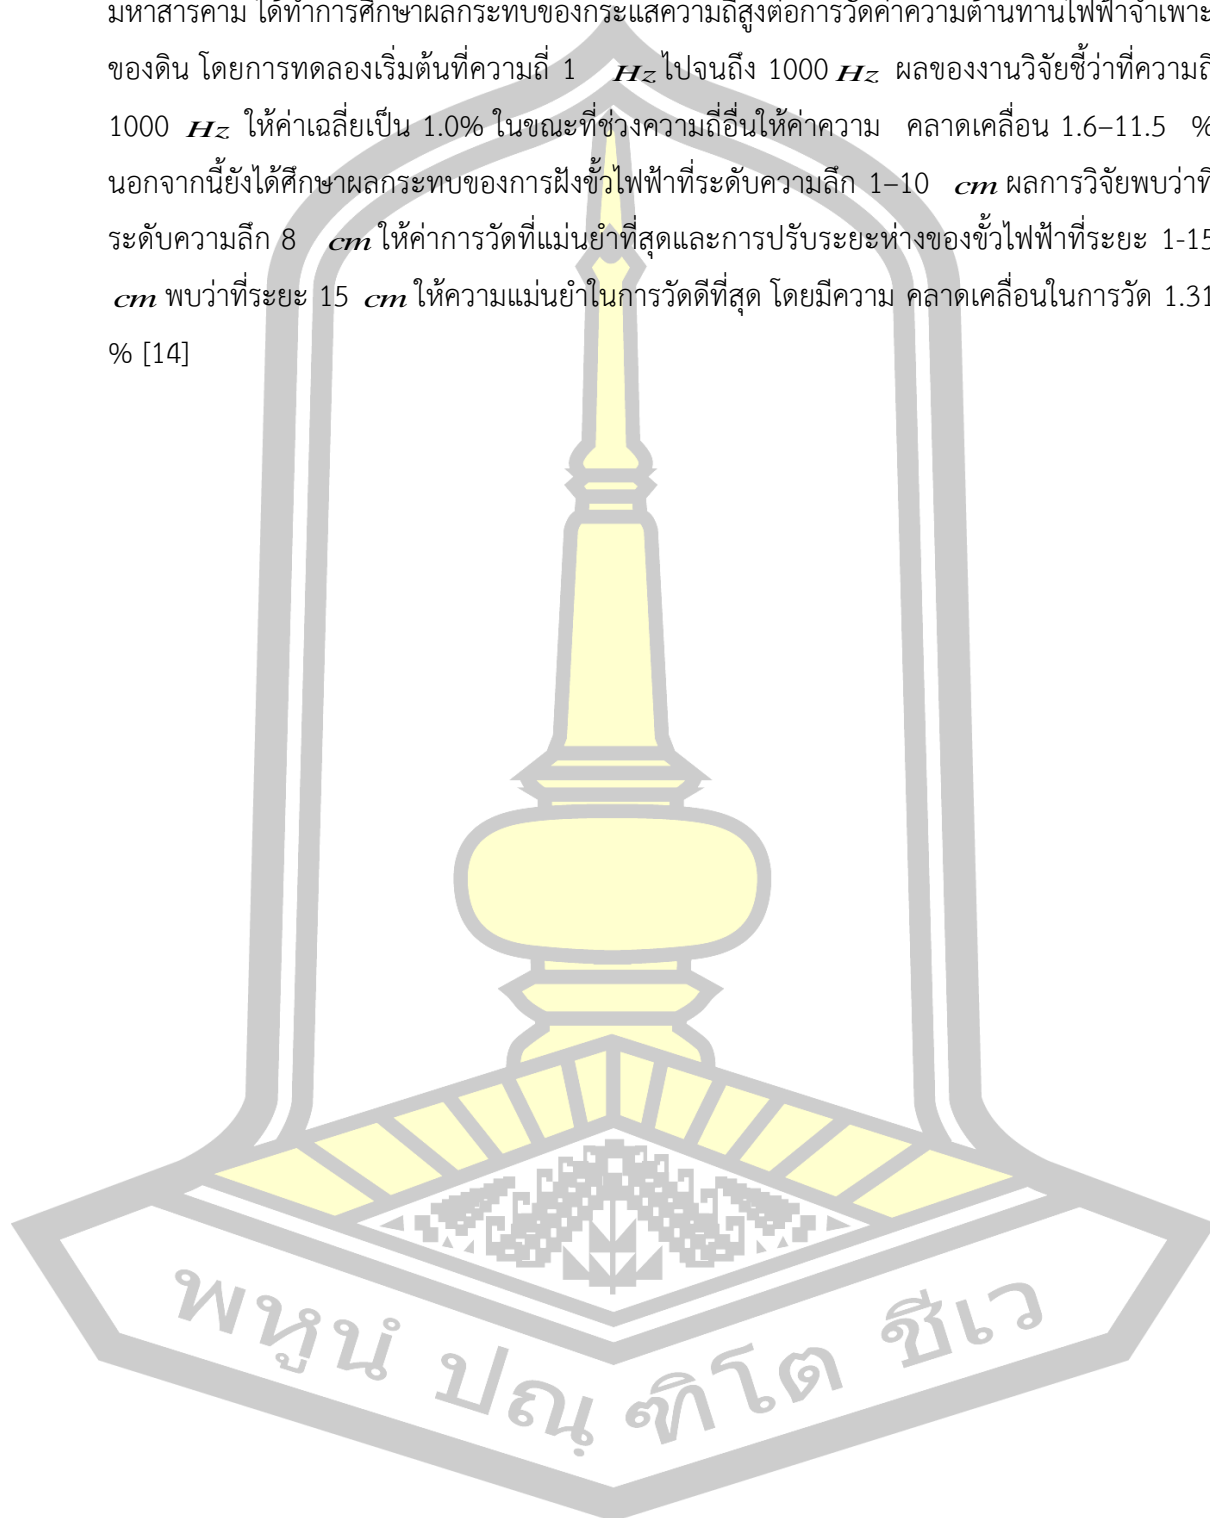 มหาสารคาม ได้ทำการศึกษาผลกระทบของกระแสความถี่สูงต่อการวัดค่าความต้านทานไฟฟ้าจำเพาะ
ของดิน โดยการทดลองเริ่มต้นที่ความถี่ 1 Hz ไปจนถึง 1000 Hz ผลของงานวิจัยชี้ว่าที่ความถี่
1000 Hz ให้ค่าเฉลี่ยเป็น 1.0% ในขณะที่ช่วงความถี่อื่นให้ค่าความ คลาดเคลื่อน 1.6–11.5 %
นอกจากนี้ยังได้ศึกษาผลกระทบของการฝังขั้วไฟฟ้าที่ระดับความลึก 1–10 cm ผลการวิจัยพบว่าที่
ระดับความลึก 8 cm ให้ค่าการวัดที่แม่นยำที่สุดและการปรับระยะห่างของขั้วไฟฟ้าที่ระยะ 1-15
cm พบว่าที่ระยะ 15 cm ให้ความแม่นยำในการวัดดีที่สุด โดยมีความ คลาดเคลื่อนในการวัด 1.31
% [14]
พหูนํ ปณฺฑิโต ชีเว